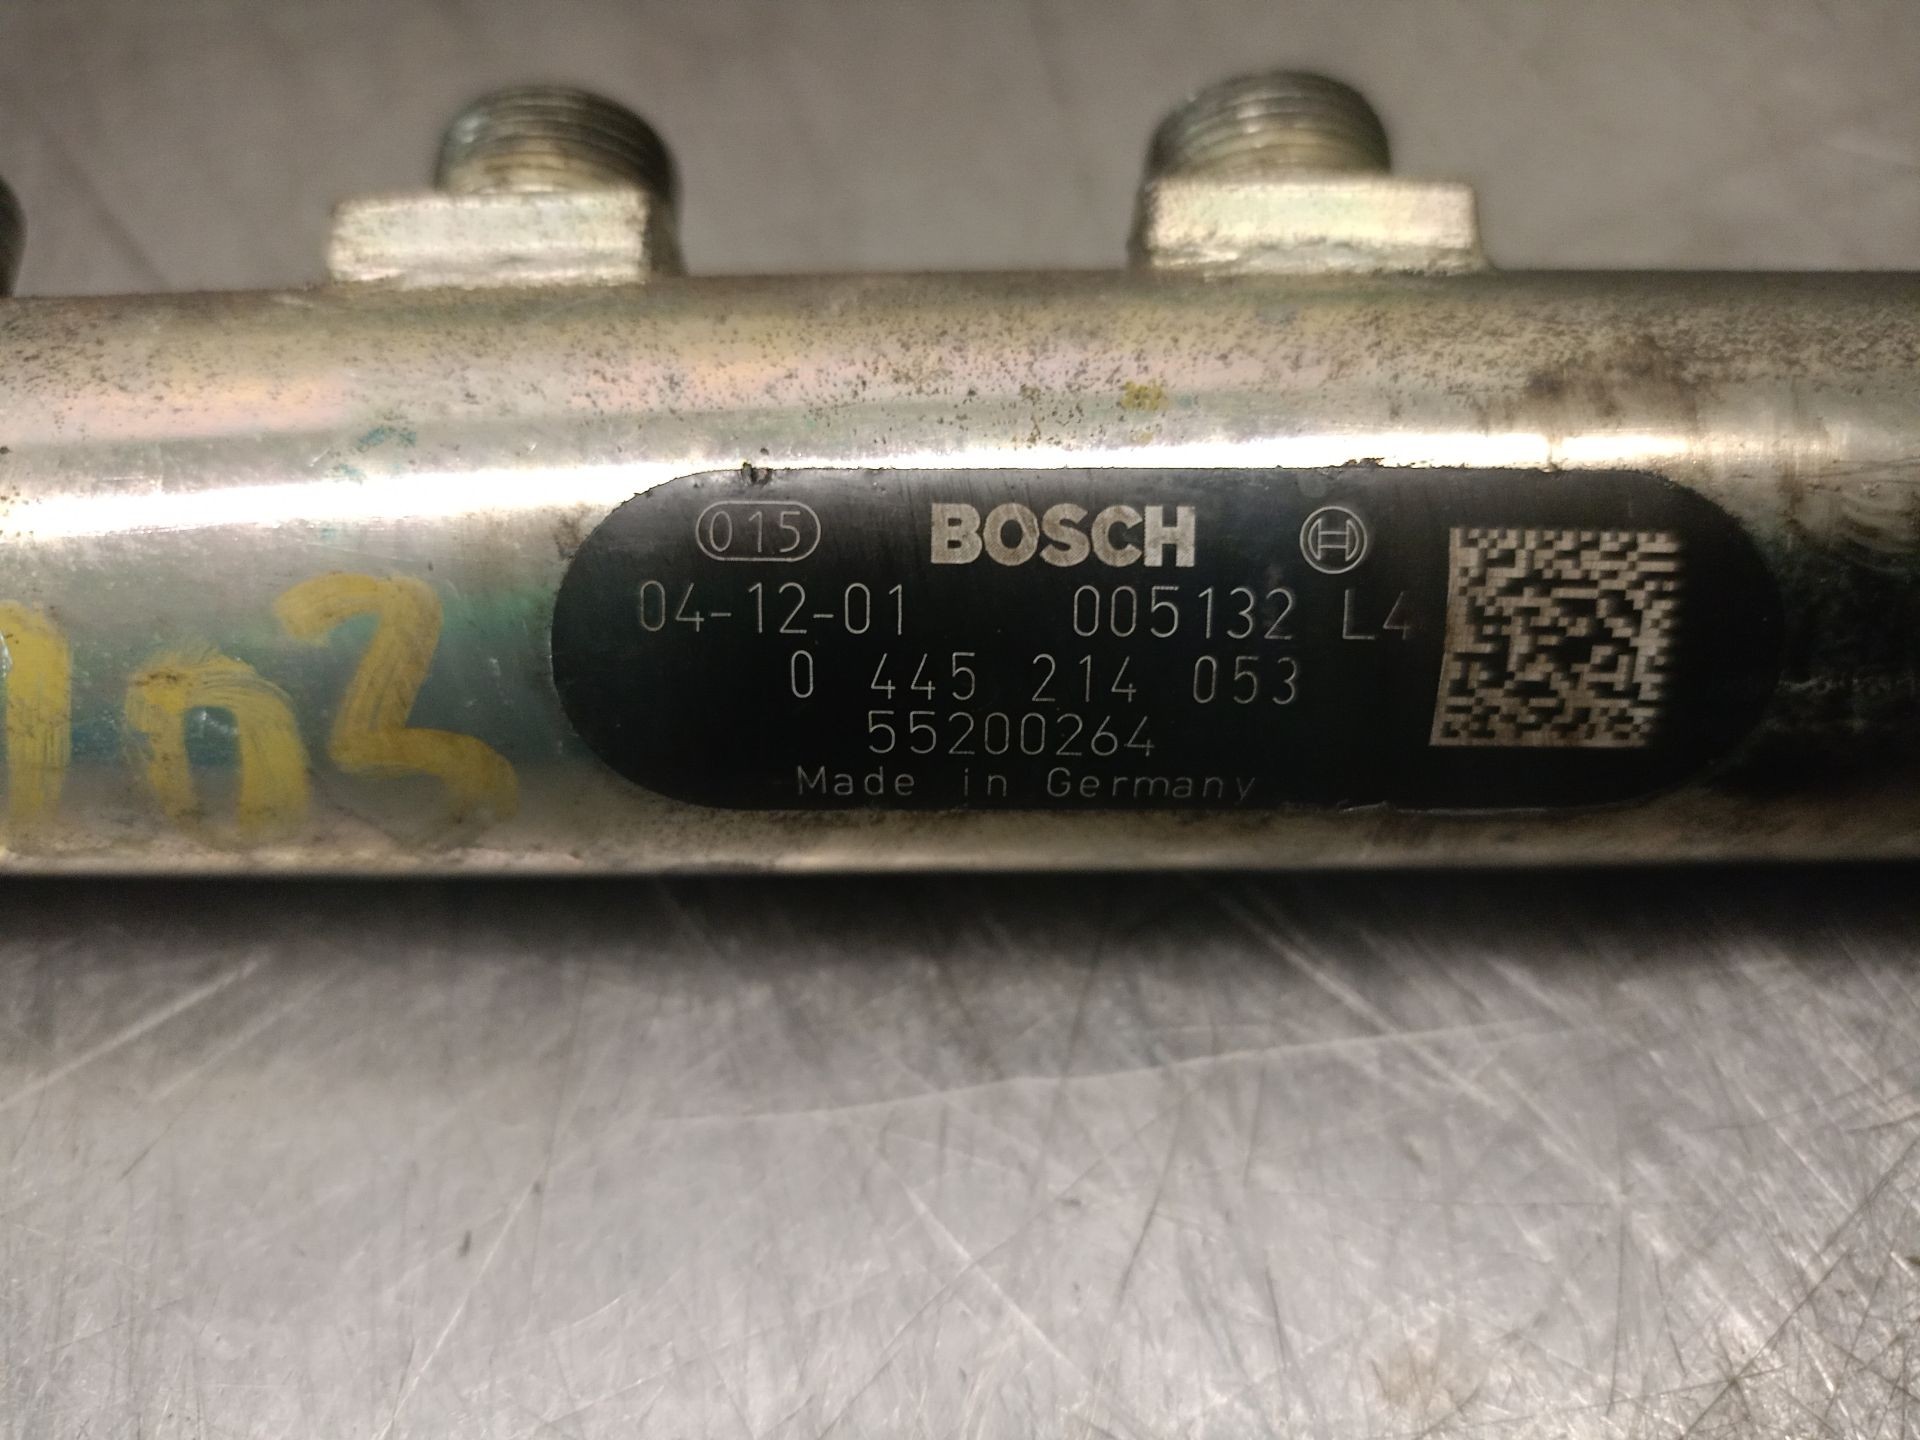 015 BOSCH
04-12-01 005132 L4
0 445 214 053
55200264
Made in Germany